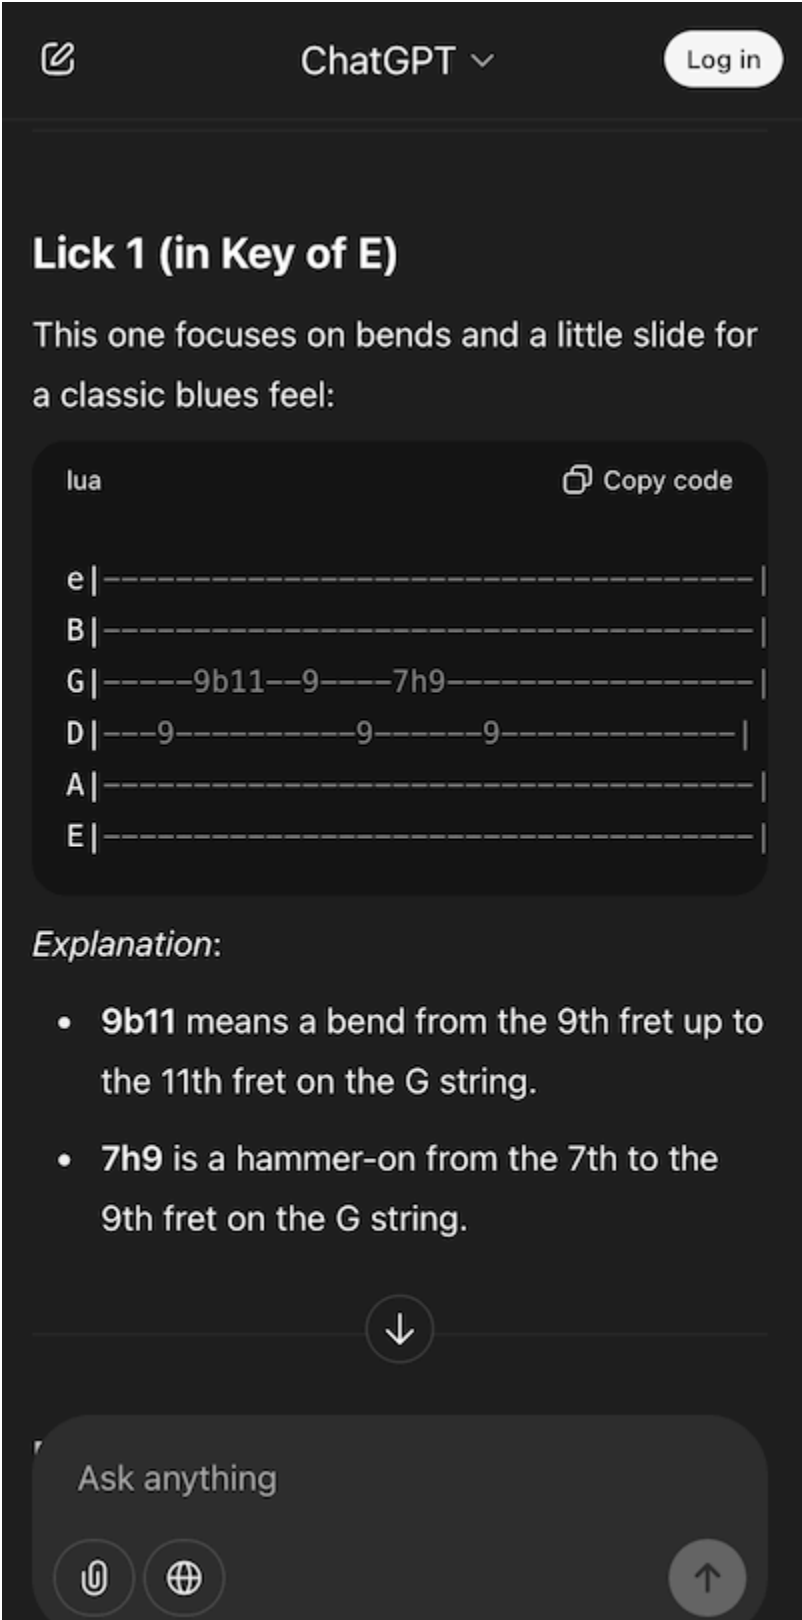 ChatGPT
Log in
Lick 1 (in Key of E)
This one focuses on bends and a little slide for
a classic blues feel:
lua
Copy code
e|------------------------------------|
B|------------------------------------|
G|-----9b11--9----7h9-----------------|
D|---9----------9------9-------------|
A|------------------------------------|
E|------------------------------------|
Explanation:
• 9b11 means a bend from the 9th fret up to
the 11th fret on the G string.
• 7h9 is a hammer-on from the 7th to the
9th fret on the G string.
Ask anything